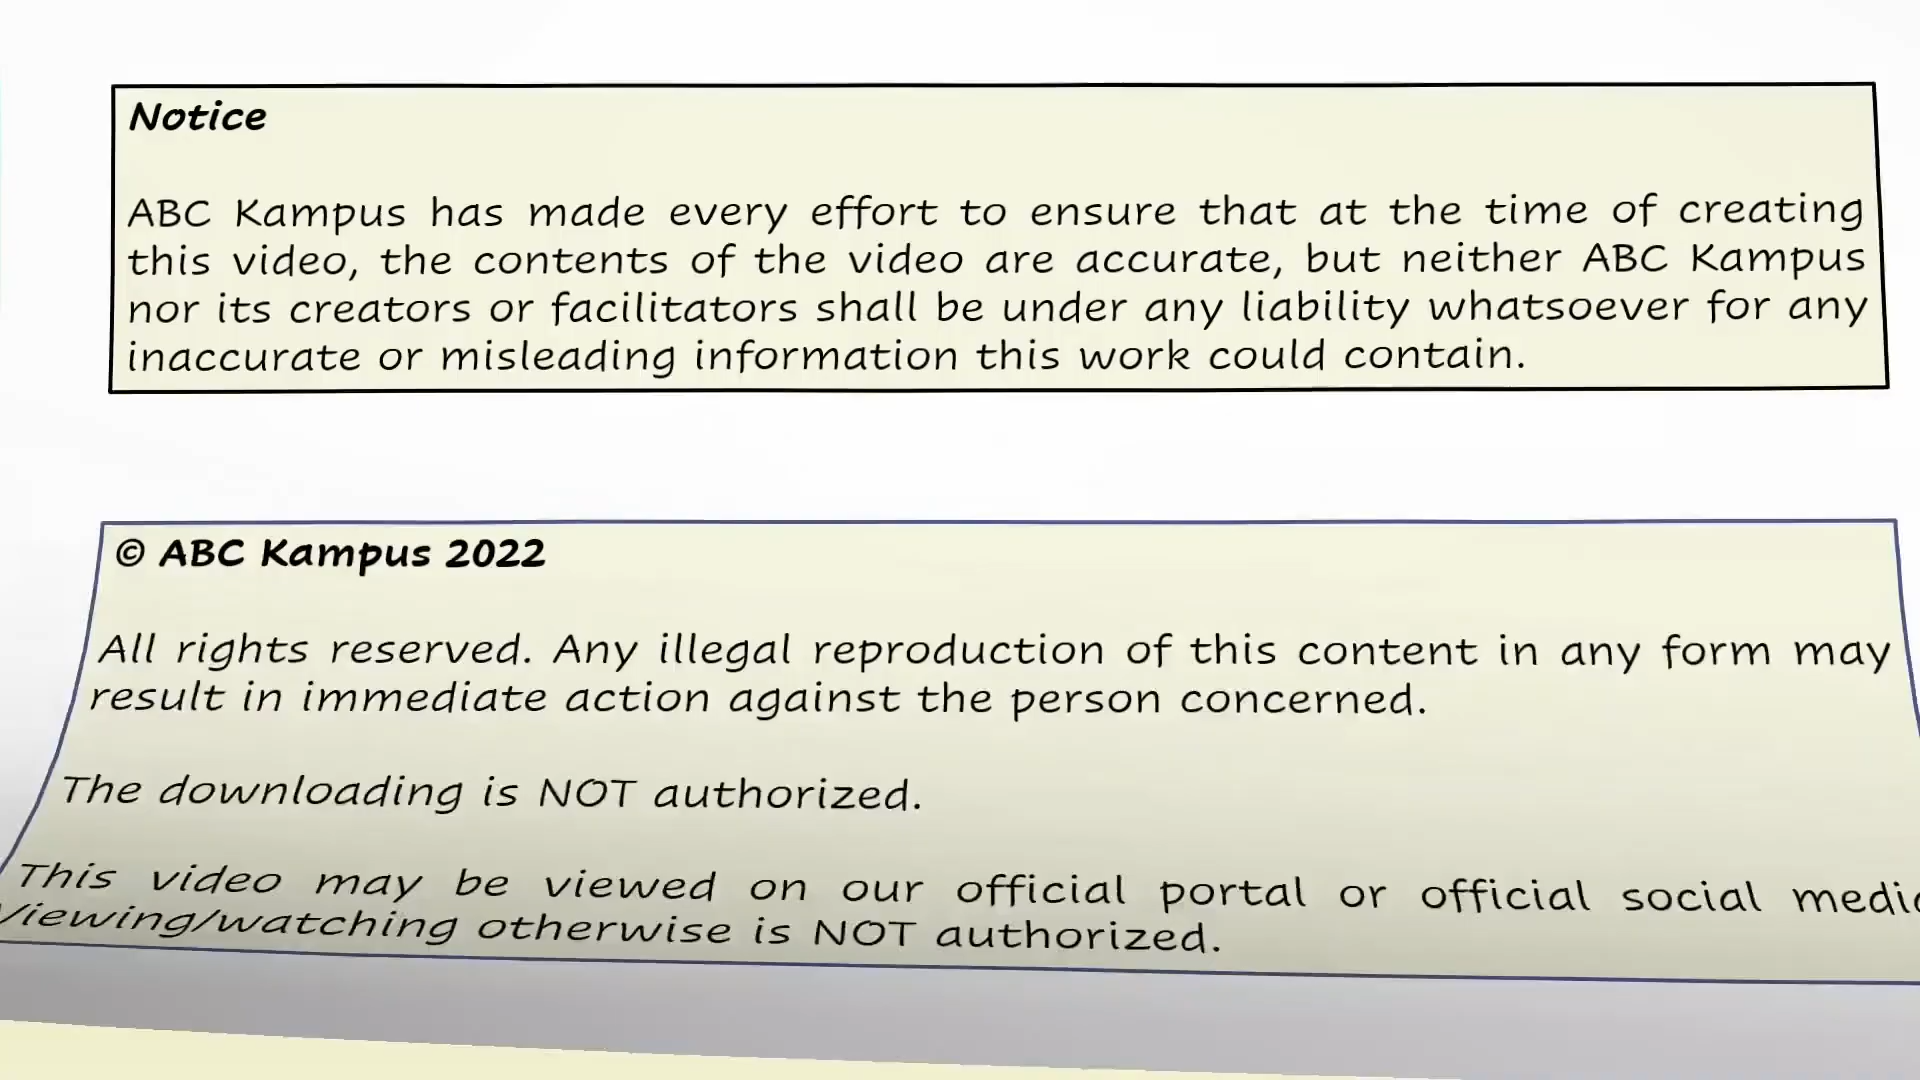 Notice
ABC Kampus has made every effort to ensure that at the time of creating
this video, the contents of the video are accurate, but neither ABC Kampus
nor its creators or facilitators shall be under any liability whatsoever for any
inaccurate or misleading information this work could contain.
© ABC Kampus 2022
All rights reserved. Any illegal reproduction of this content in any form may
result in immediate action against the person concerned.
The downloading is NOT authorized.
This video may be viewed on our official portal or official social
Viewing/watching otherwise is NOT authorized.